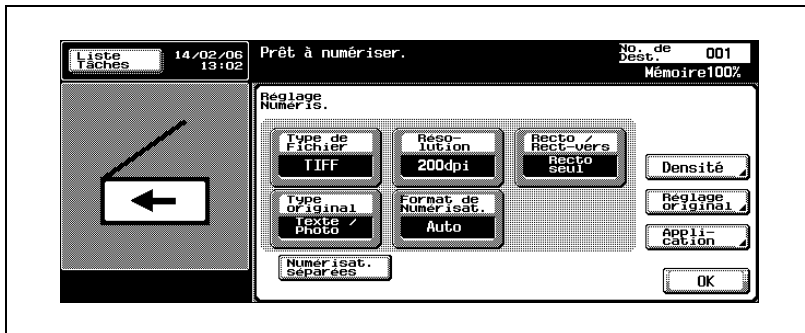 Liste
Tâches
14/02/06
13:02
Prêt à numériser.
No. de
Dest.
001
Mémoire100%
Réglage
Numéris.
Type de
Fichier
TIFF
Réso-
lution
200dpi
Recto /
Rect-vers
Recto
seul
Type
original
Texte /
Photo
Format de
Numérisat.
Auto
Numérisat.
séparées
Densité
Réglage
original
Appli-
cation
OK